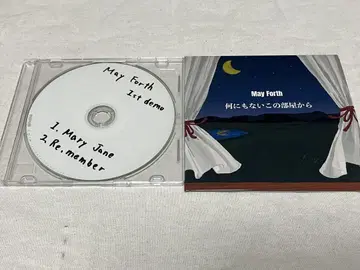 May Forth
1st demo
1. Mary Jane
2. Re.member
May Forth
何にもないこの部屋から